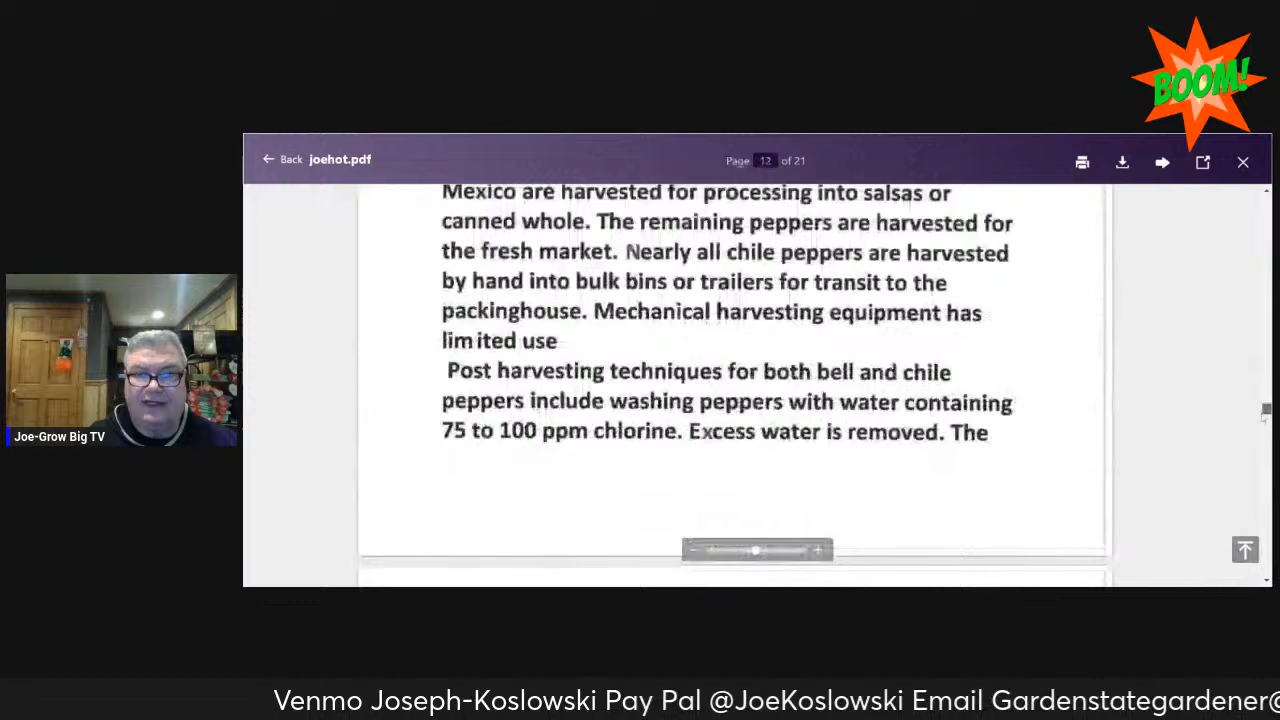 BOOM!
Back joehot.pdf
Page 12 of 21
Mexico are harvested for processing into salsas or
canned whole. The remaining peppers are harvested for
the fresh market. Nearly all chile peppers are harvested
by hand into bulk bins or trailers for transit to the
packinghouse. Mechanical harvesting equipment has
limited use
Post harvesting techniques for both bell and chile
peppers include washing peppers with water containing
75 to 100 ppm chlorine. Excess water is removed. The
Joe-Grow Big TV
Venmo Joseph-Koslowski Pay Pal @JoeKoslowski Email Gardenstategardener@